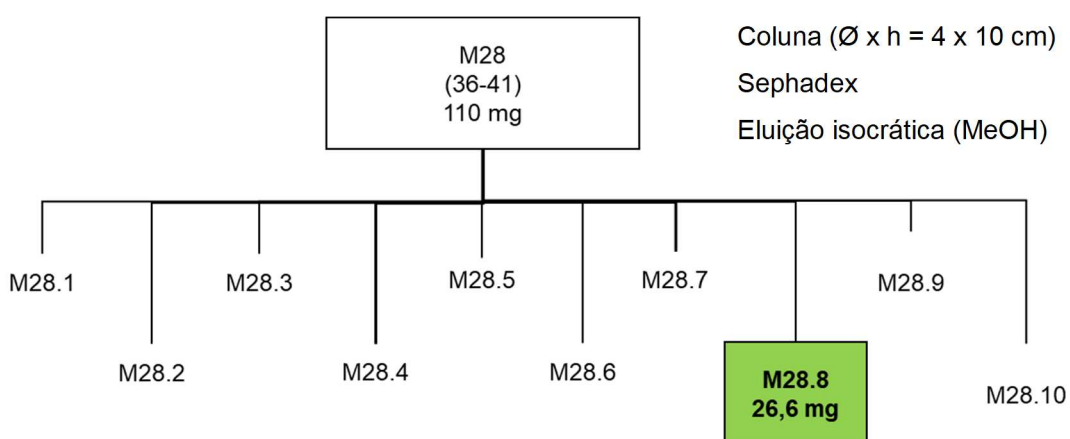 M28
(36-41)
110 mg
Coluna (Ø x h = 4 x 10 cm)
Sephadex
Eluição isocrática (MeOH)
M28.1
M28.2
M28.3
M28.4
M28.5
M28.6
M28.7
M28.8
26,6 mg
M28.9
M28.10